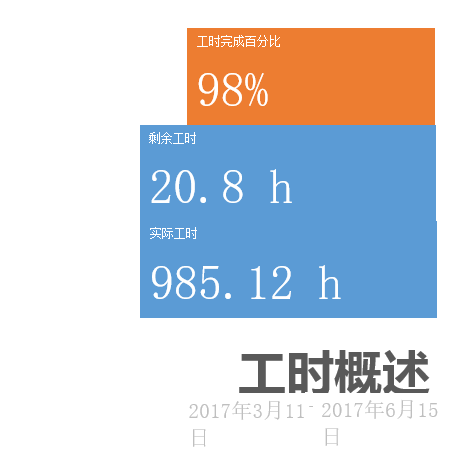 工时完成百分比
98%
剩余工时
20.8 h
实际工时
985.12 h
工时概述
2017年3月11日 - 2017年6月15日